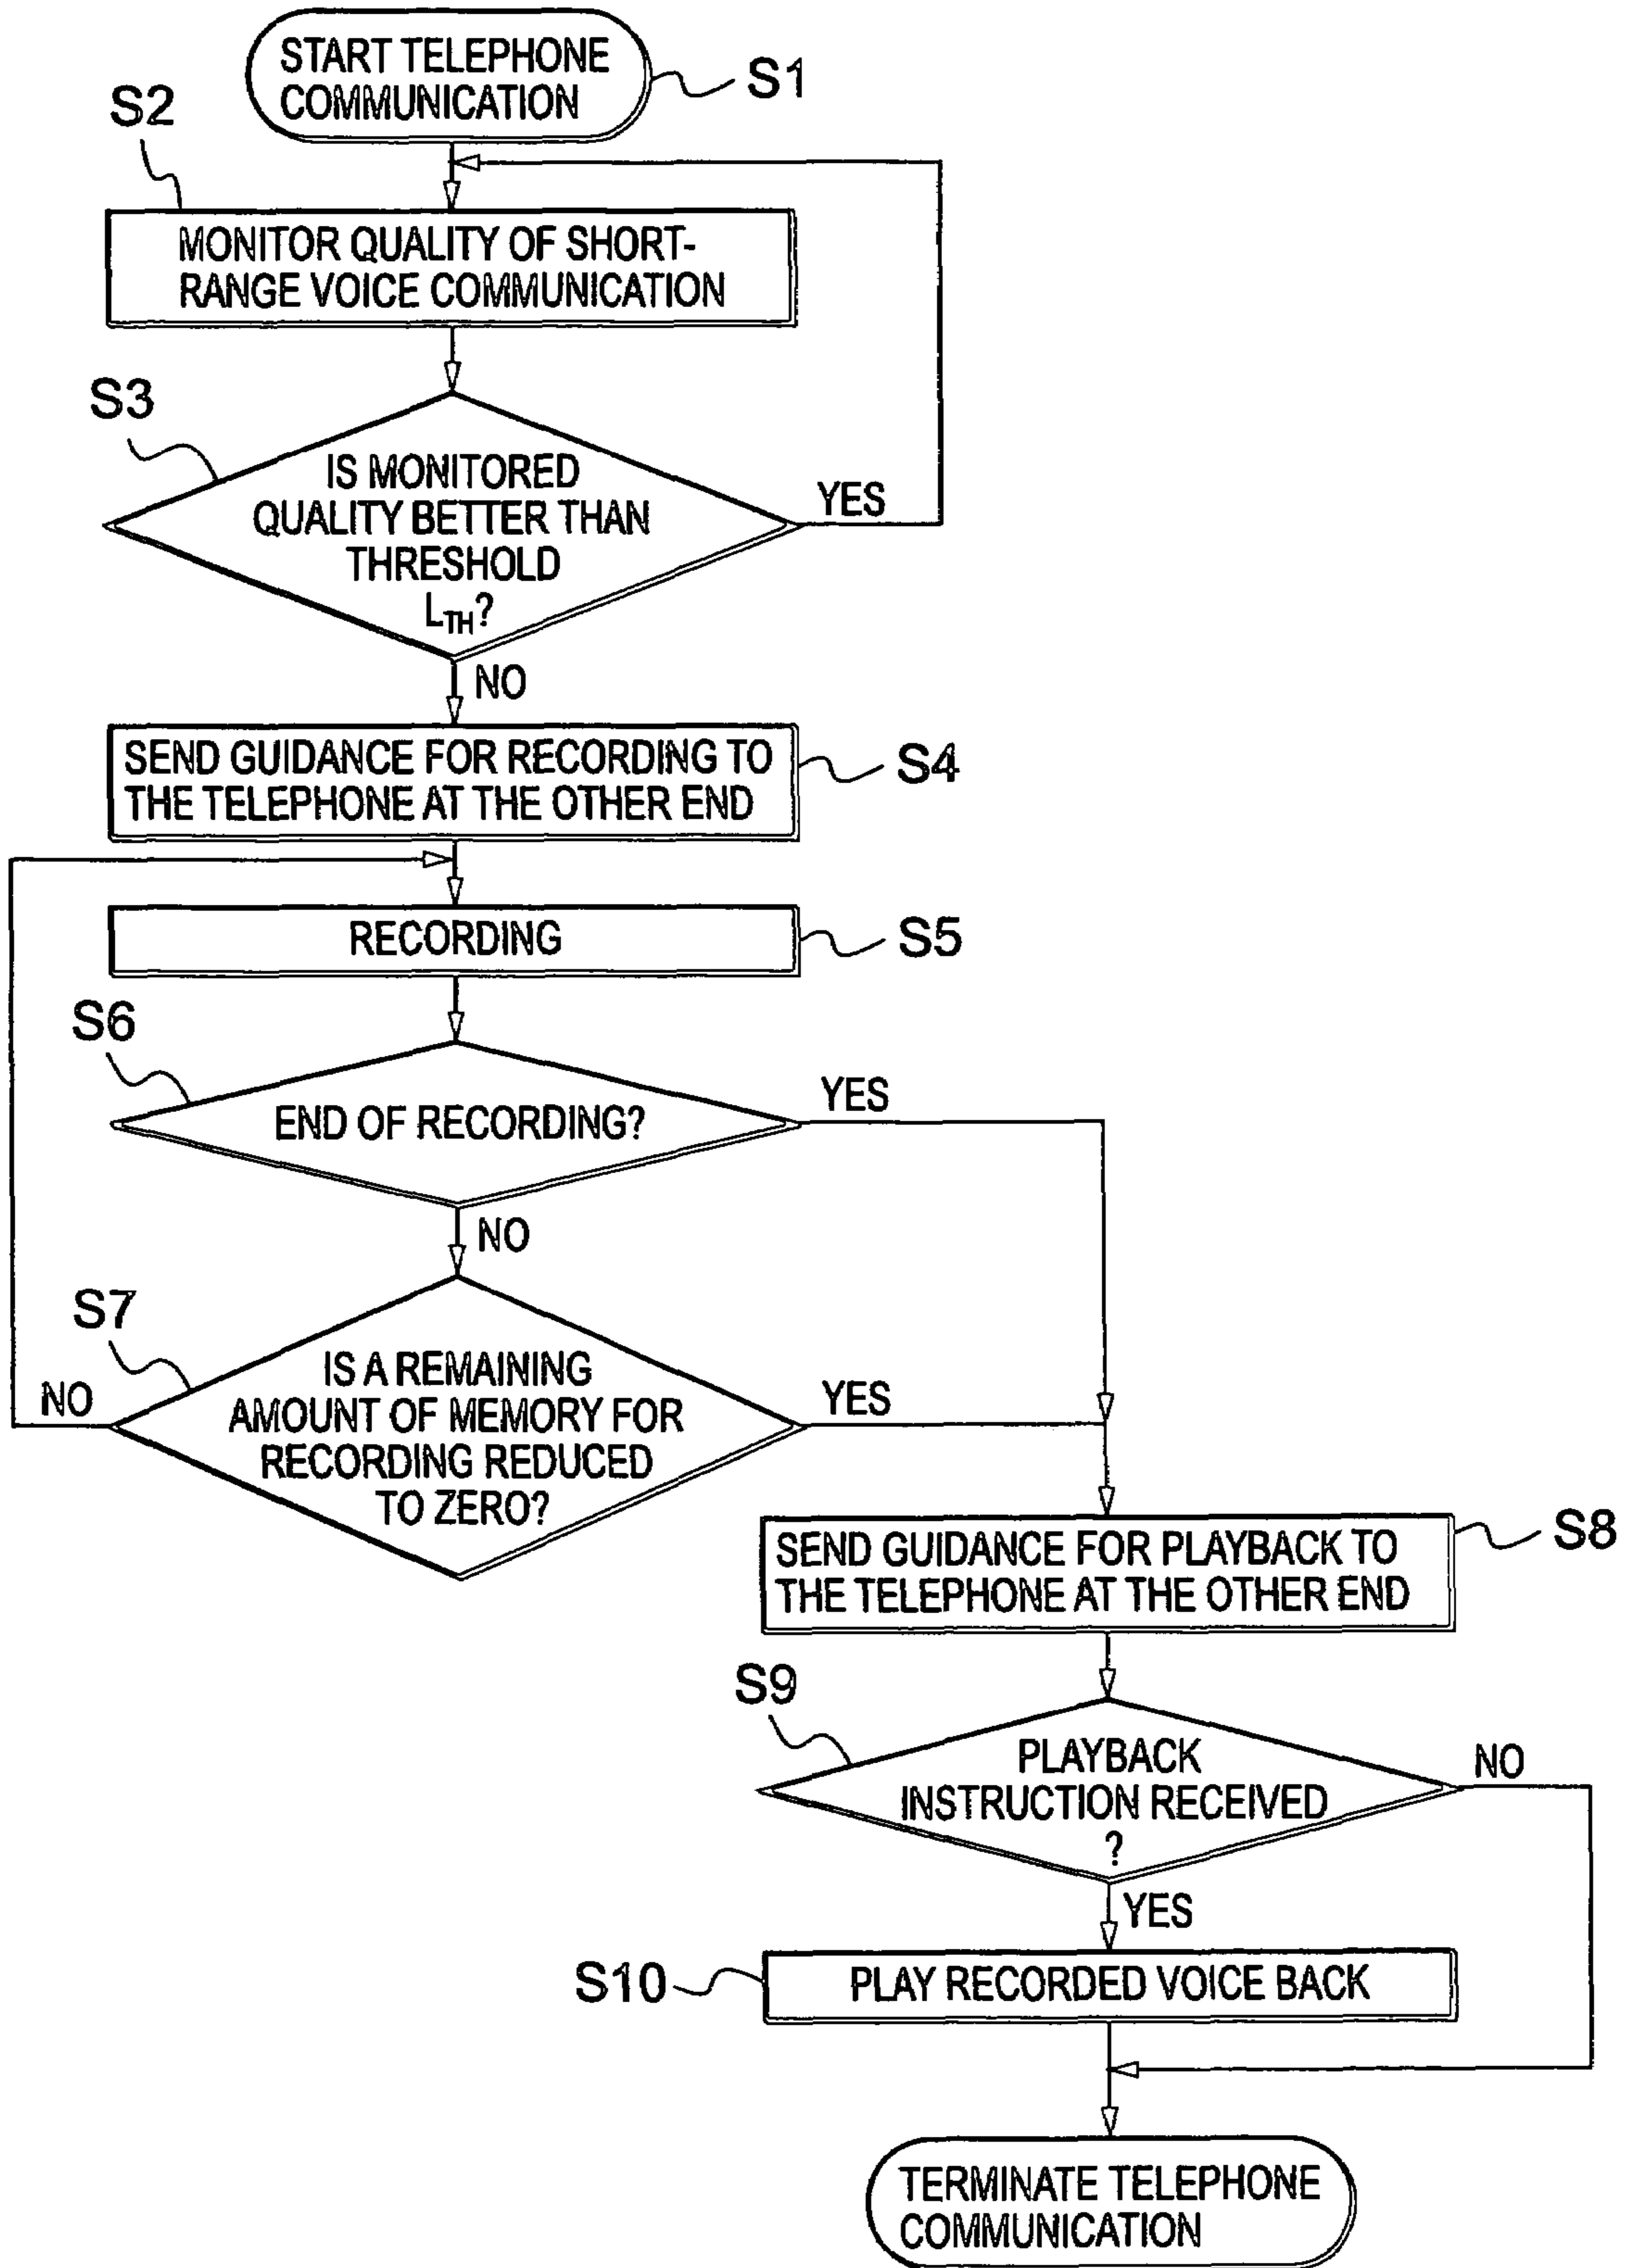 START TELEPHONE
COMMUNICATION
S1
S2
MONITOR QUALITY OF SHORT-
RANGE VOICE COMMUNICATION
S3
IS MONITORED
QUALITY BETTER THAN
THRESHOLD
LTH?
YES
NO
SEND GUIDANCE FOR RECORDING TO
THE TELEPHONE AT THE OTHER END
S4
RECORDING
S5
S6
END OF RECORDING?
YES
NO
S7
IS A REMAINING
AMOUNT OF MEMORY FOR
RECORDING REDUCED
TO ZERO?
NO
YES
SEND GUIDANCE FOR PLAYBACK TO
THE TELEPHONE AT THE OTHER END
S8
S9
PLAYBACK
INSTRUCTION RECEIVED
?
NO
YES
S10
PLAY RECORDED VOICE BACK
TERMINATE TELEPHONE
COMMUNICATION